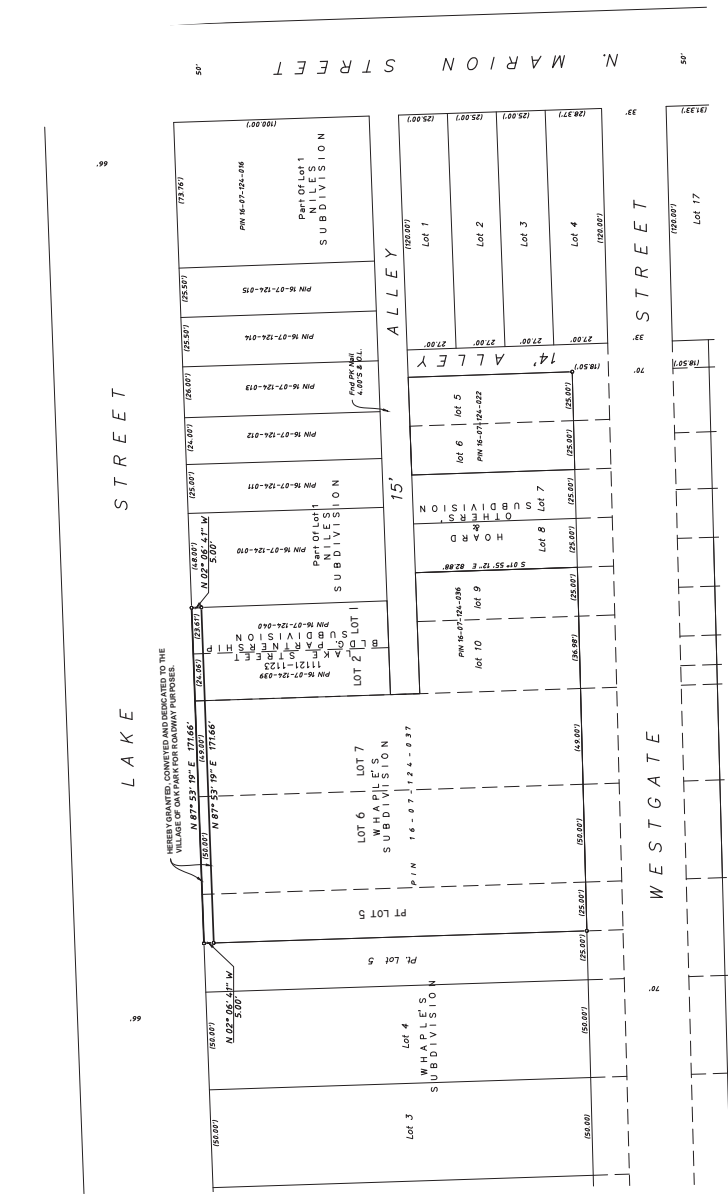 50'
N. MARION STREET
50'
66'
(100.00')
(73.76')
PIN 16-07-124-016
Part Of Lot 1
NILES
SUBDIVISION
(25.00')
(25.00')
(25.00')
(28.37')
33'
(31.33')
(120.00')
Lot 1
Lot 2
Lot 3
Lot 4
(120.00')
(120.00')
Lot 17
(25.50')
PIN 16-07-124-015
(25.50')
PIN 16-07-124-014
(26.00')
PIN 16-07-124-013
(24.00')
PIN 16-07-124-012
(25.00')
PIN 16-07-124-011
(48.00')
PIN 16-07-124-010
Part Of Lot 1
NILES
SUBDIVISION
15' ALLEY
Fnd PK Nail
4.00'S & O.L.
27.00'
27.00'
27.00'
27.00'
33'
14' ALLEY
(18.50')
70'
(18.50')
lot 5
(25.00')
lot 6
PIN 16-07-124-022
(25.00')
HOARD
&
OTHERS'
SUBDIVISION
Lot 7
(25.00')
Lot 8
(25.00')
S 01° 55' 12" E 82.88'
PIN 16-07-124-036
lot 9
(25.00')
lot 10
(36.98')
LAKE STREET
N 02° 06' 41" W
5.00'
(23.61')
PIN 16-07-124-040
LOT 1
11121-1123
LAKE STREET
BLDG. PARTNERSHIP
SUBDIVISION
LOT 2
(24.06')
PIN 16-07-124-039
HEREBY GRANTED, CONVEYED AND DEDICATED TO THE
VILLAGE OF OAK PARK FOR ROADWAY PURPOSES.
N 87° 53' 19" E 171.66'
N 87° 53' 19" E 171.66'
(49.00')
(50.00')
LOT 7
LOT 6
WHAPLE'S
SUBDIVISION
PIN 16-07-124-037
(49.00')
(50.00')
PT LOT 5
(25.00')
Pt. Lot 5
(25.00')
WESTGATE STREET
N 02° 06' 41" W
5.00'
66'
70'
(50.00')
Lot 4
WHAPLE'S
SUBDIVISION
(50.00')
(50.00')
Lot 3
(50.00)